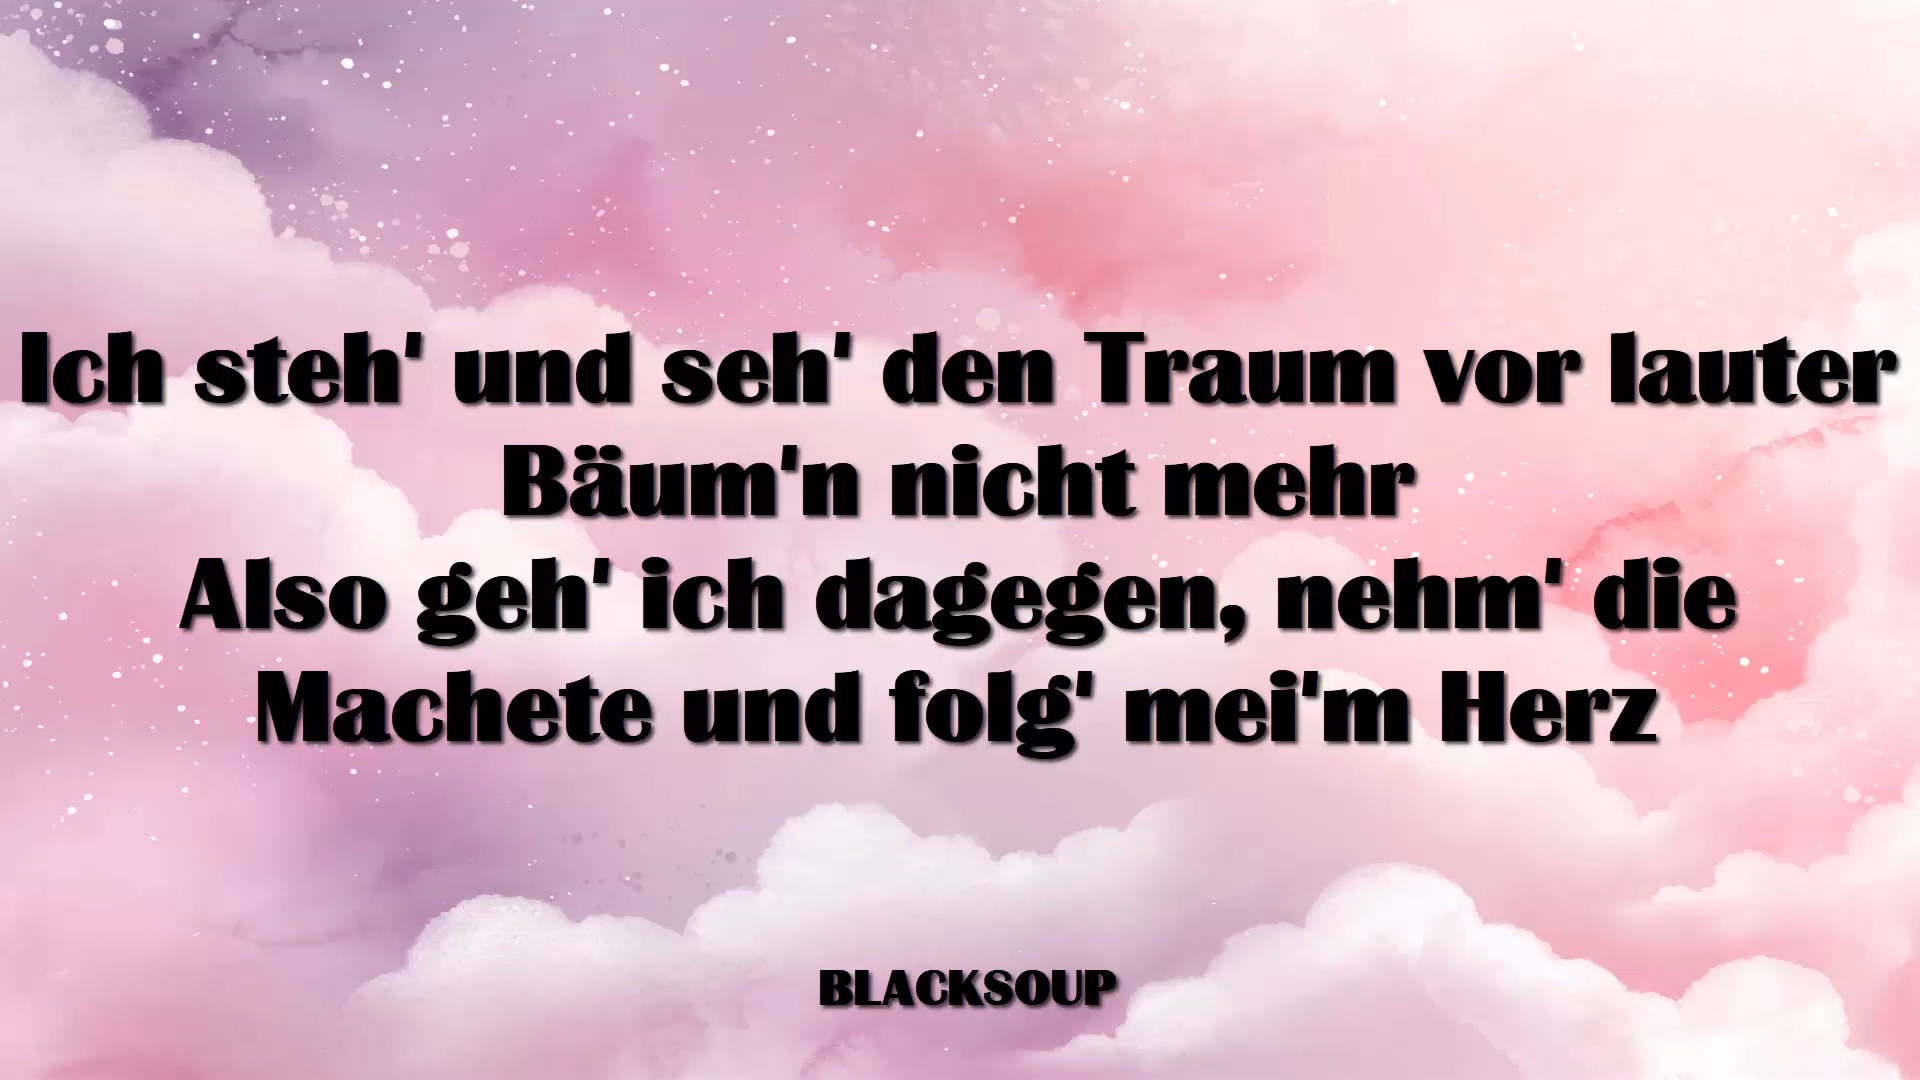 Ich steh' und seh' den Traum vor lauter
Bäum'n nicht mehr
Also geh' ich dagegen, nehm' die
Machete und folg' mei'm Herz
BLACKSOUP